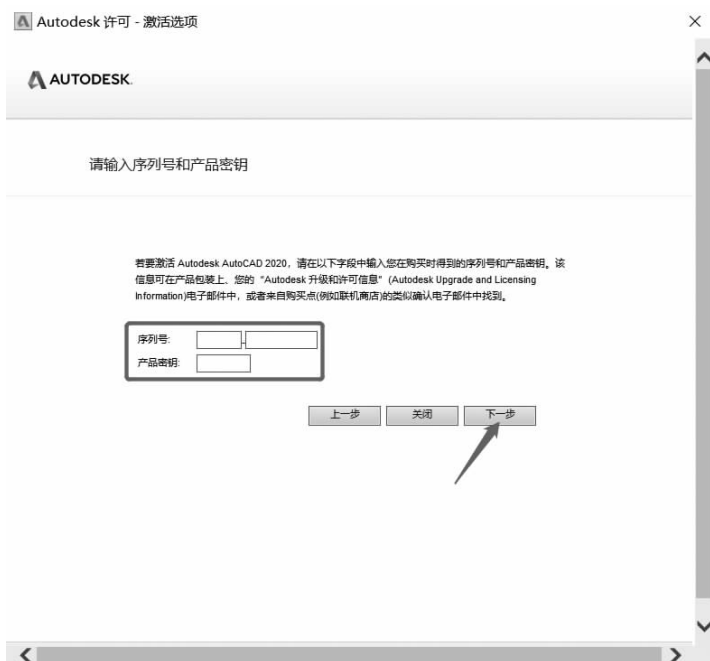 Autodesk 许可 - 激活选项
AUTODESK.
请输入序列号和产品密钥
若要激活 Autodesk AutoCAD 2020，请在以下字段中输入您在购买时得到的序列号和产品密钥。该
信息可在产品包装上、您的 “Autodesk 升级和许可信息” (Autodesk Upgrade and Licensing
Information)电子邮件中，或者来自购买点(例如联机商店)的类似确认电子邮件中找到。
序列号:
-
产品密钥:
上一步 关闭 下一步